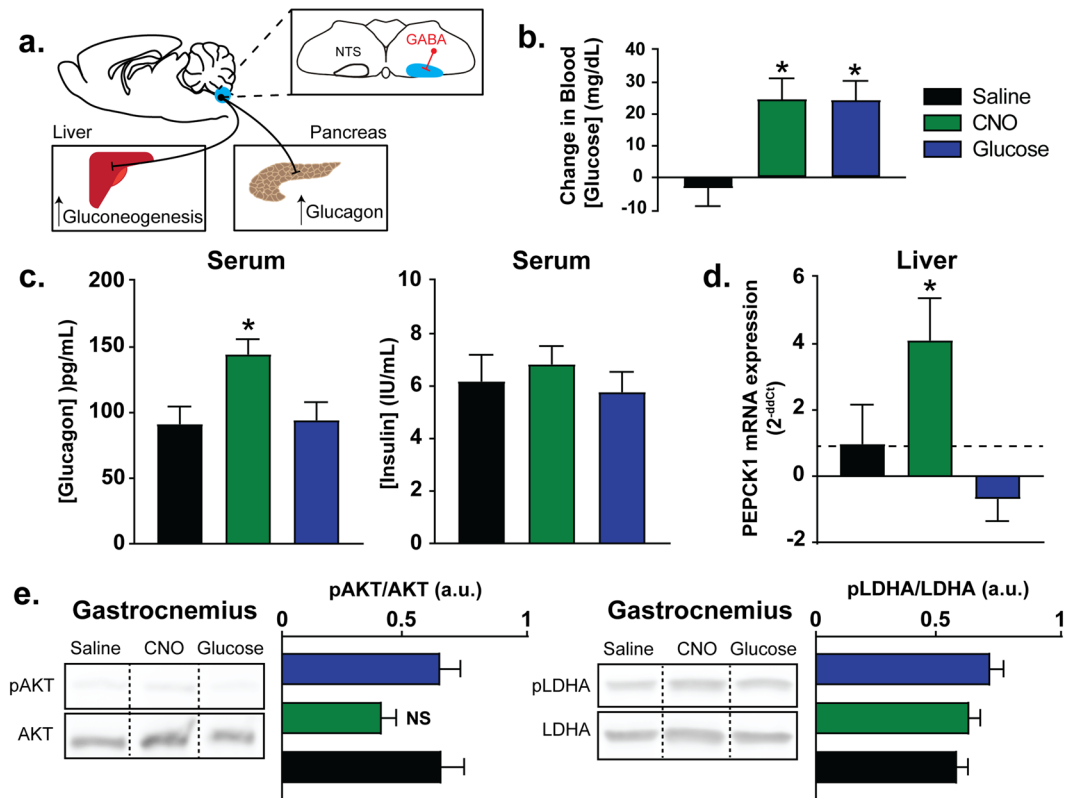 a.
NTS
GABA
Liver
Pancreas
Gluconeogenesis
Glucagon
b.
Change in Blood
[Glucose] (mg/dL)
40
30
20
10
0
-10
*
*
Saline
CNO
Glucose
c.
Serum
[Glucagon] )pg/mL)
200
150
100
50
0
*
Serum
[Insulin] (IU/mL)
10
8
6
4
2
0
d.
Liver
PEPCK1 mRNA expression
(2-ddCt)
6
4
2
0
-2
*
e.
Gastrocnemius
Saline CNO Glucose
pAKT
AKT
pAKT/AKT (a.u.)
0 0.5 1
NS
Gastrocnemius
Saline CNO Glucose
pLDHA
LDHA
pLDHA/LDHA (a.u.)
0 0.5 1